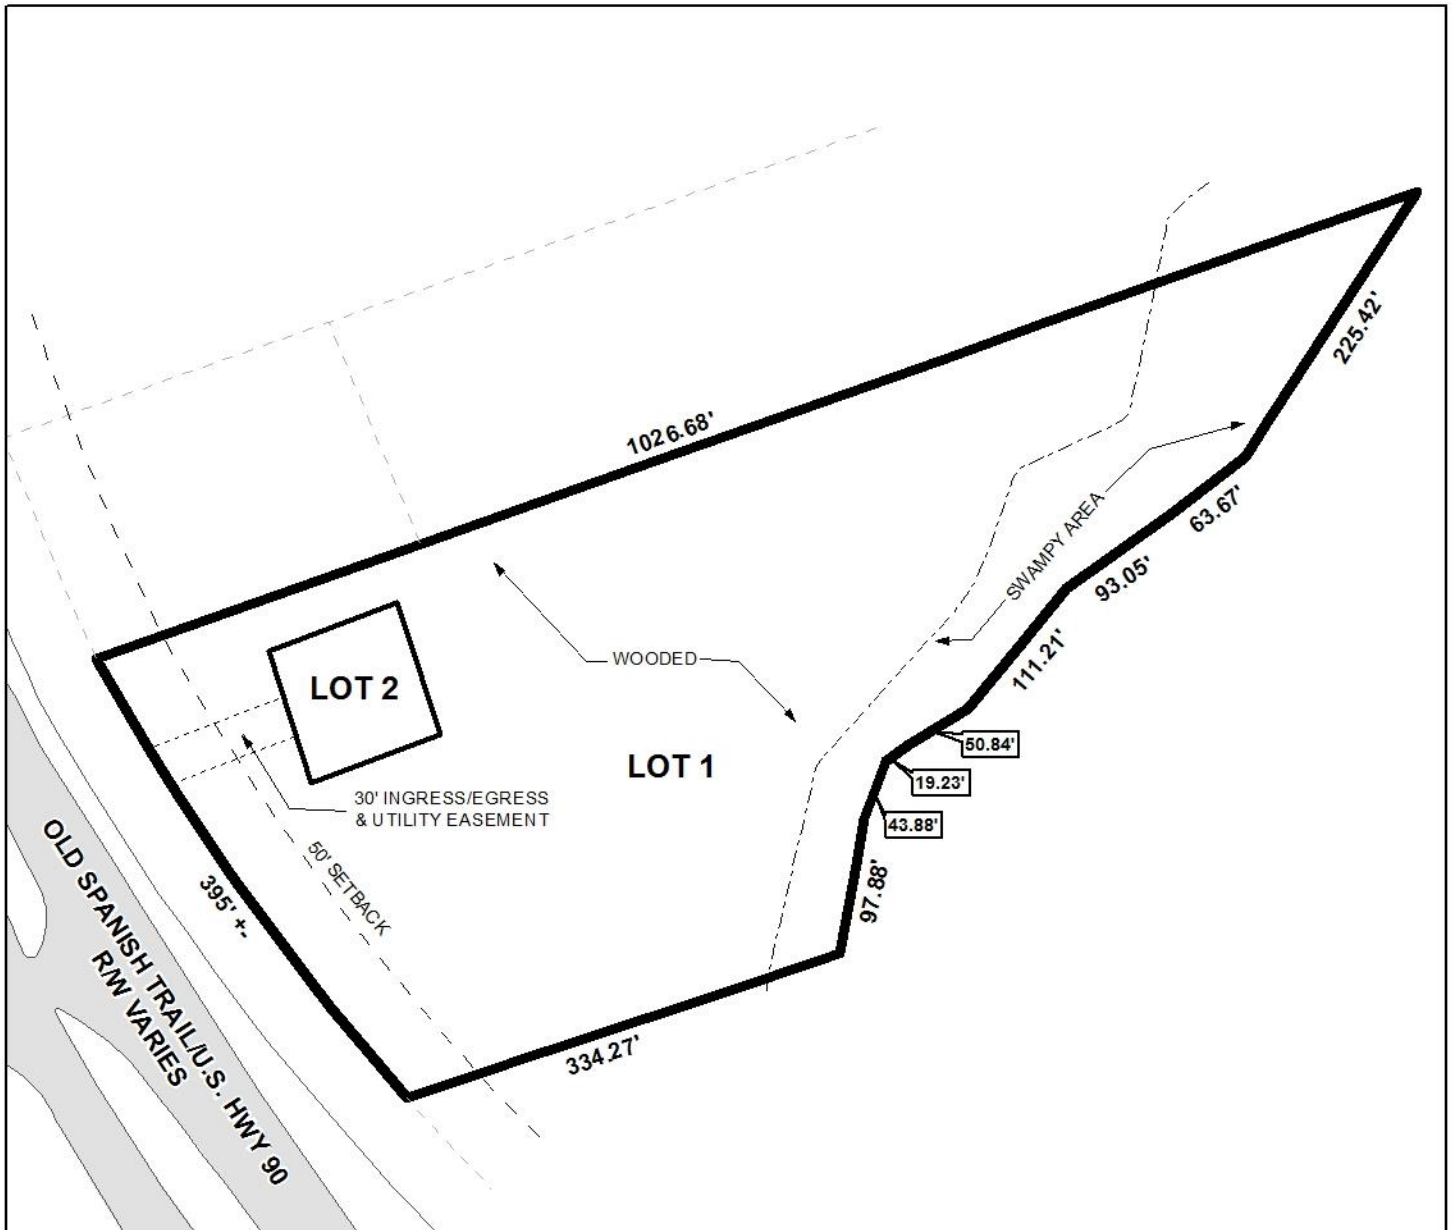 225.42'
1026.68'
SWAMPY AREA
63.67'
93.05'
111.21'
WOODED
LOT 2
50.84'
LOT 1
19.23'
30' INGRESS/EGRESS
& UTILITY EASEMENT
43.88'
50' SETBACK
97.88'
395' +-
OLD SPANISH TRAIL/U.S. HWY 90
R/W VARIES
334.27'